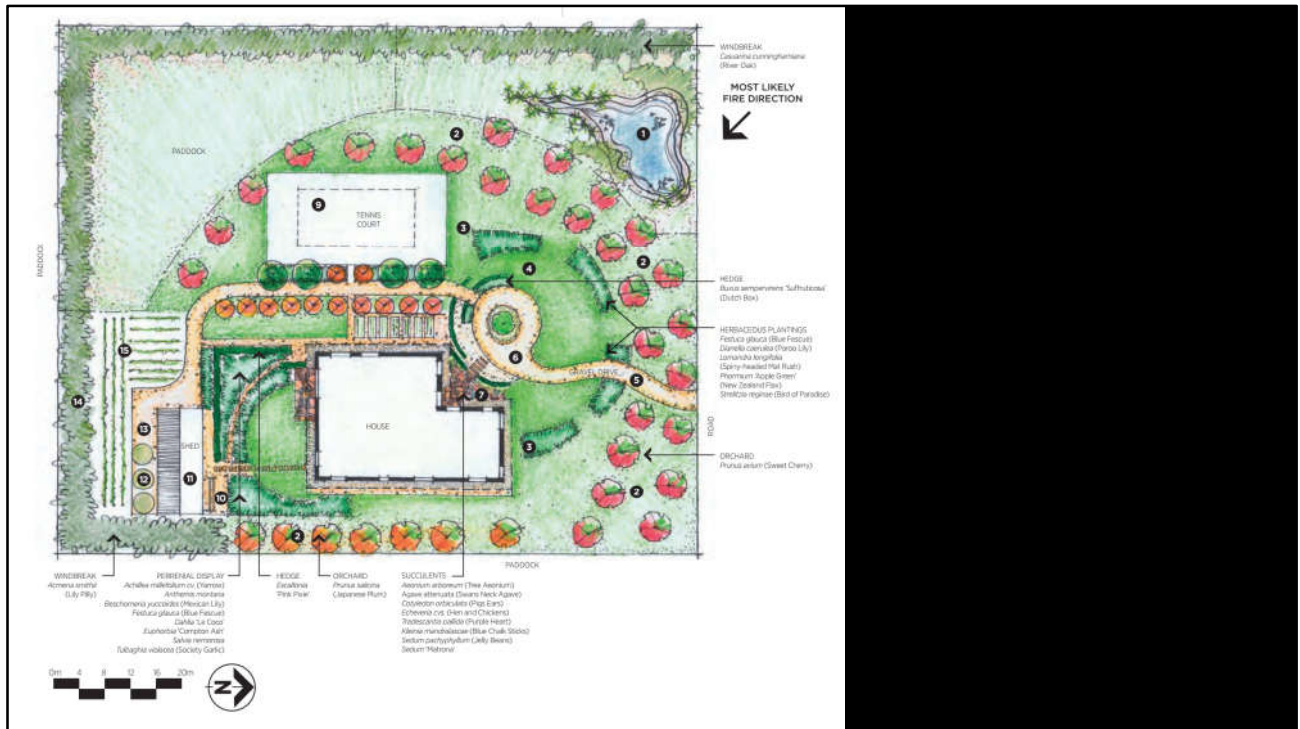 WINDBREAK
Casuarina cunninghamiana
(River Oak)
MOST LIKELY
FIRE DIRECTION
1
2
PADDOCK
9
TENNIS
COURT
3
4
2
PADDOCK
HEDGE
Buxus sempervirens 'Suffruticosa'
(Dutch Box)
HERBACEOUS PLANTINGS
Festuca glauca (Blue Fescue)
Dianella caerulea (Paroo Lily)
Lomandra longifolia
(Spiny-headed Mat Rush)
Phormium 'Apple Green'
(New Zealand Flax)
Strelitzia reginae (Bird of Paradise)
15
6
GRAVEL DRIVE
5
7
14
13
HOUSE
ROAD
SHED
3
ORCHARD
Prunus avium (Sweet Cherry)
12
11
10
2
2
PADDOCK
WINDBREAK
Acmena smithii
(Lily Pilly)
PERRENIAL DISPLAY
Achillea millefolium cv. (Yarrow)
Anthemis montana
Beschorneria yuccoides (Mexican Lily)
Festuca glauca (Blue Fescue)
Dahlia 'Le Coco'
Euphorbia 'Compton Ash'
Salvia nemorosa
Tulbaghia violacea (Society Garlic)
HEDGE
Escallonia
'Pink Pixie'
ORCHARD
Prunus salicina
(Japanese Plum)
SUCCULENTS
Aeonium arboreum (Tree Aeonium)
Agave attenuata (Swans Neck Agave)
Cotyledon orbiculata (Pigs Ears)
Echeveria cvs. (Hen and Chickens)
Tradescantia pallida (Purple Heart)
Kleinia mandraliscae (Blue Chalk Sticks)
Sedum pachyphyllum (Jelly Beans)
Sedum 'Matrona'
0m 4 8 12 16 20m
N